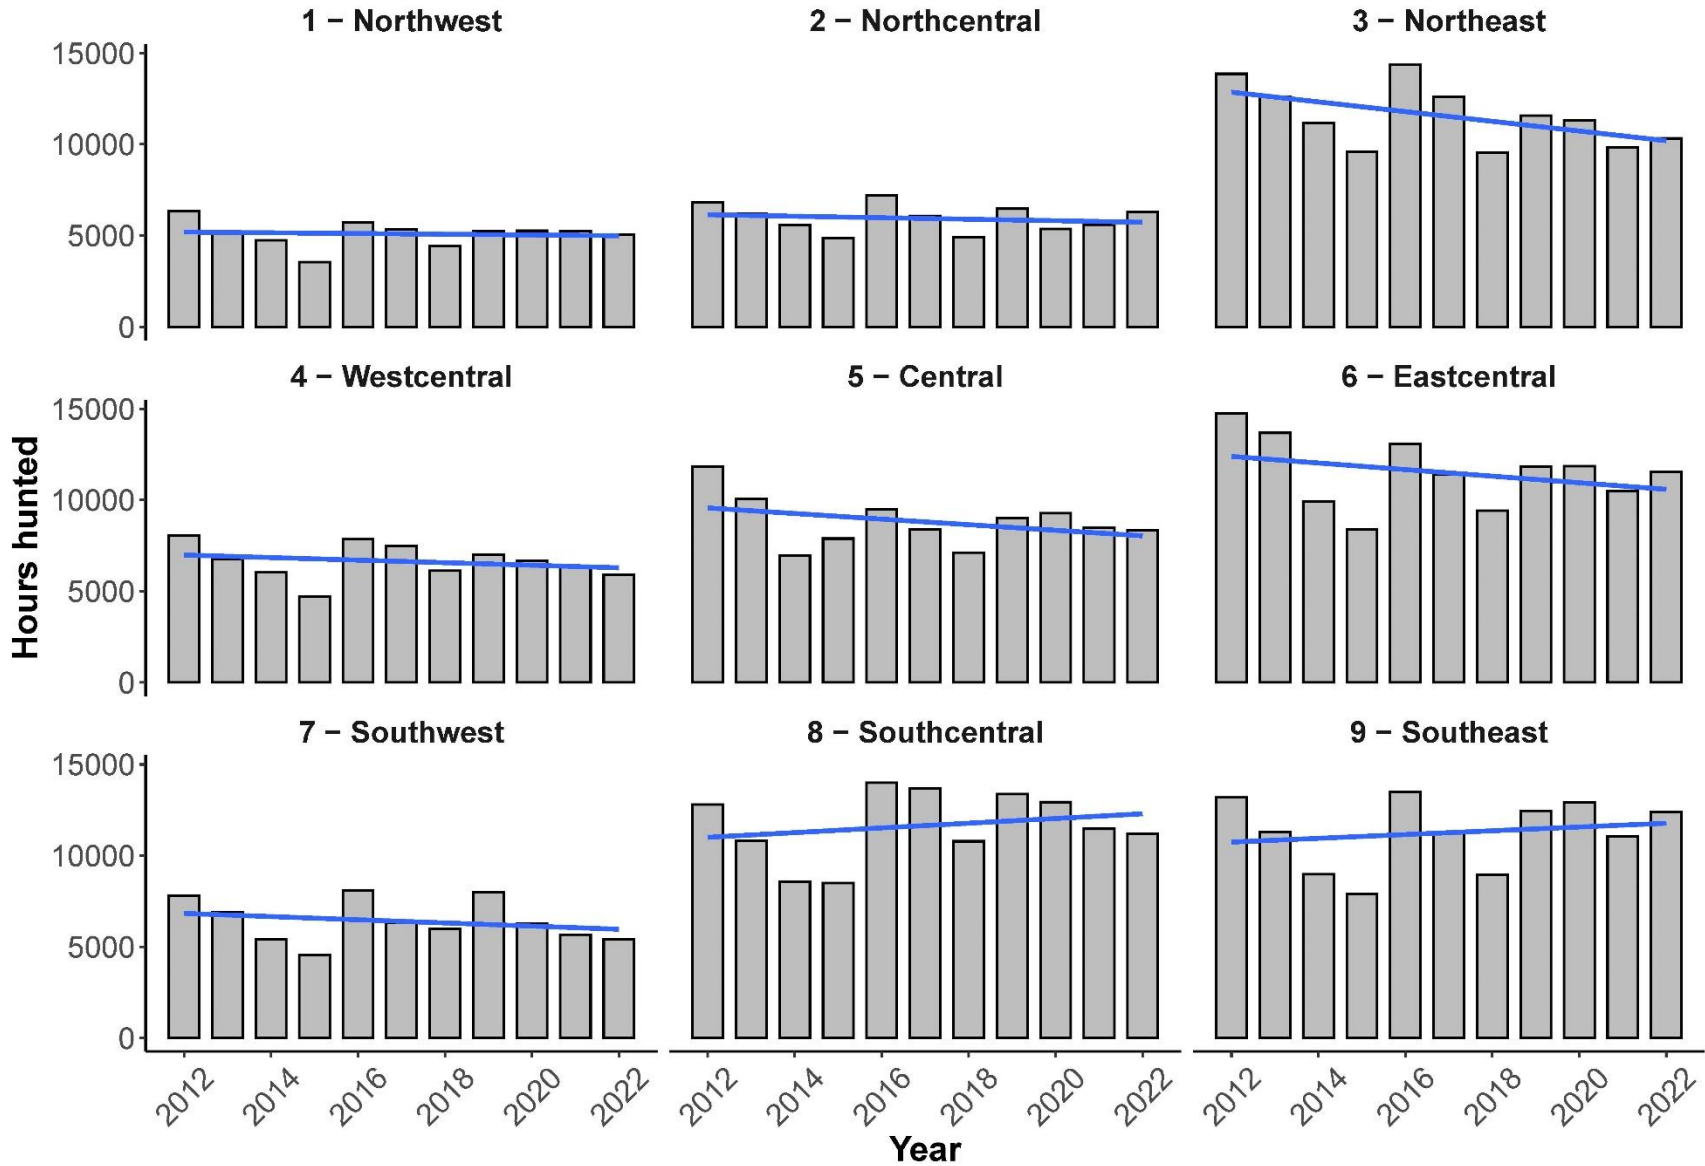 1 − Northwest
2 − Northcentral
3 − Northeast
15000
10000
5000
0
4 − Westcentral
5 − Central
6 − Eastcentral
15000
10000
5000
0
Hours hunted
7 − Southwest
8 − Southcentral
9 − Southeast
15000
10000
5000
0
2012 2014 2016 2018 2020 2022
2012 2014 2016 2018 2020 2022
2012 2014 2016 2018 2020 2022
Year